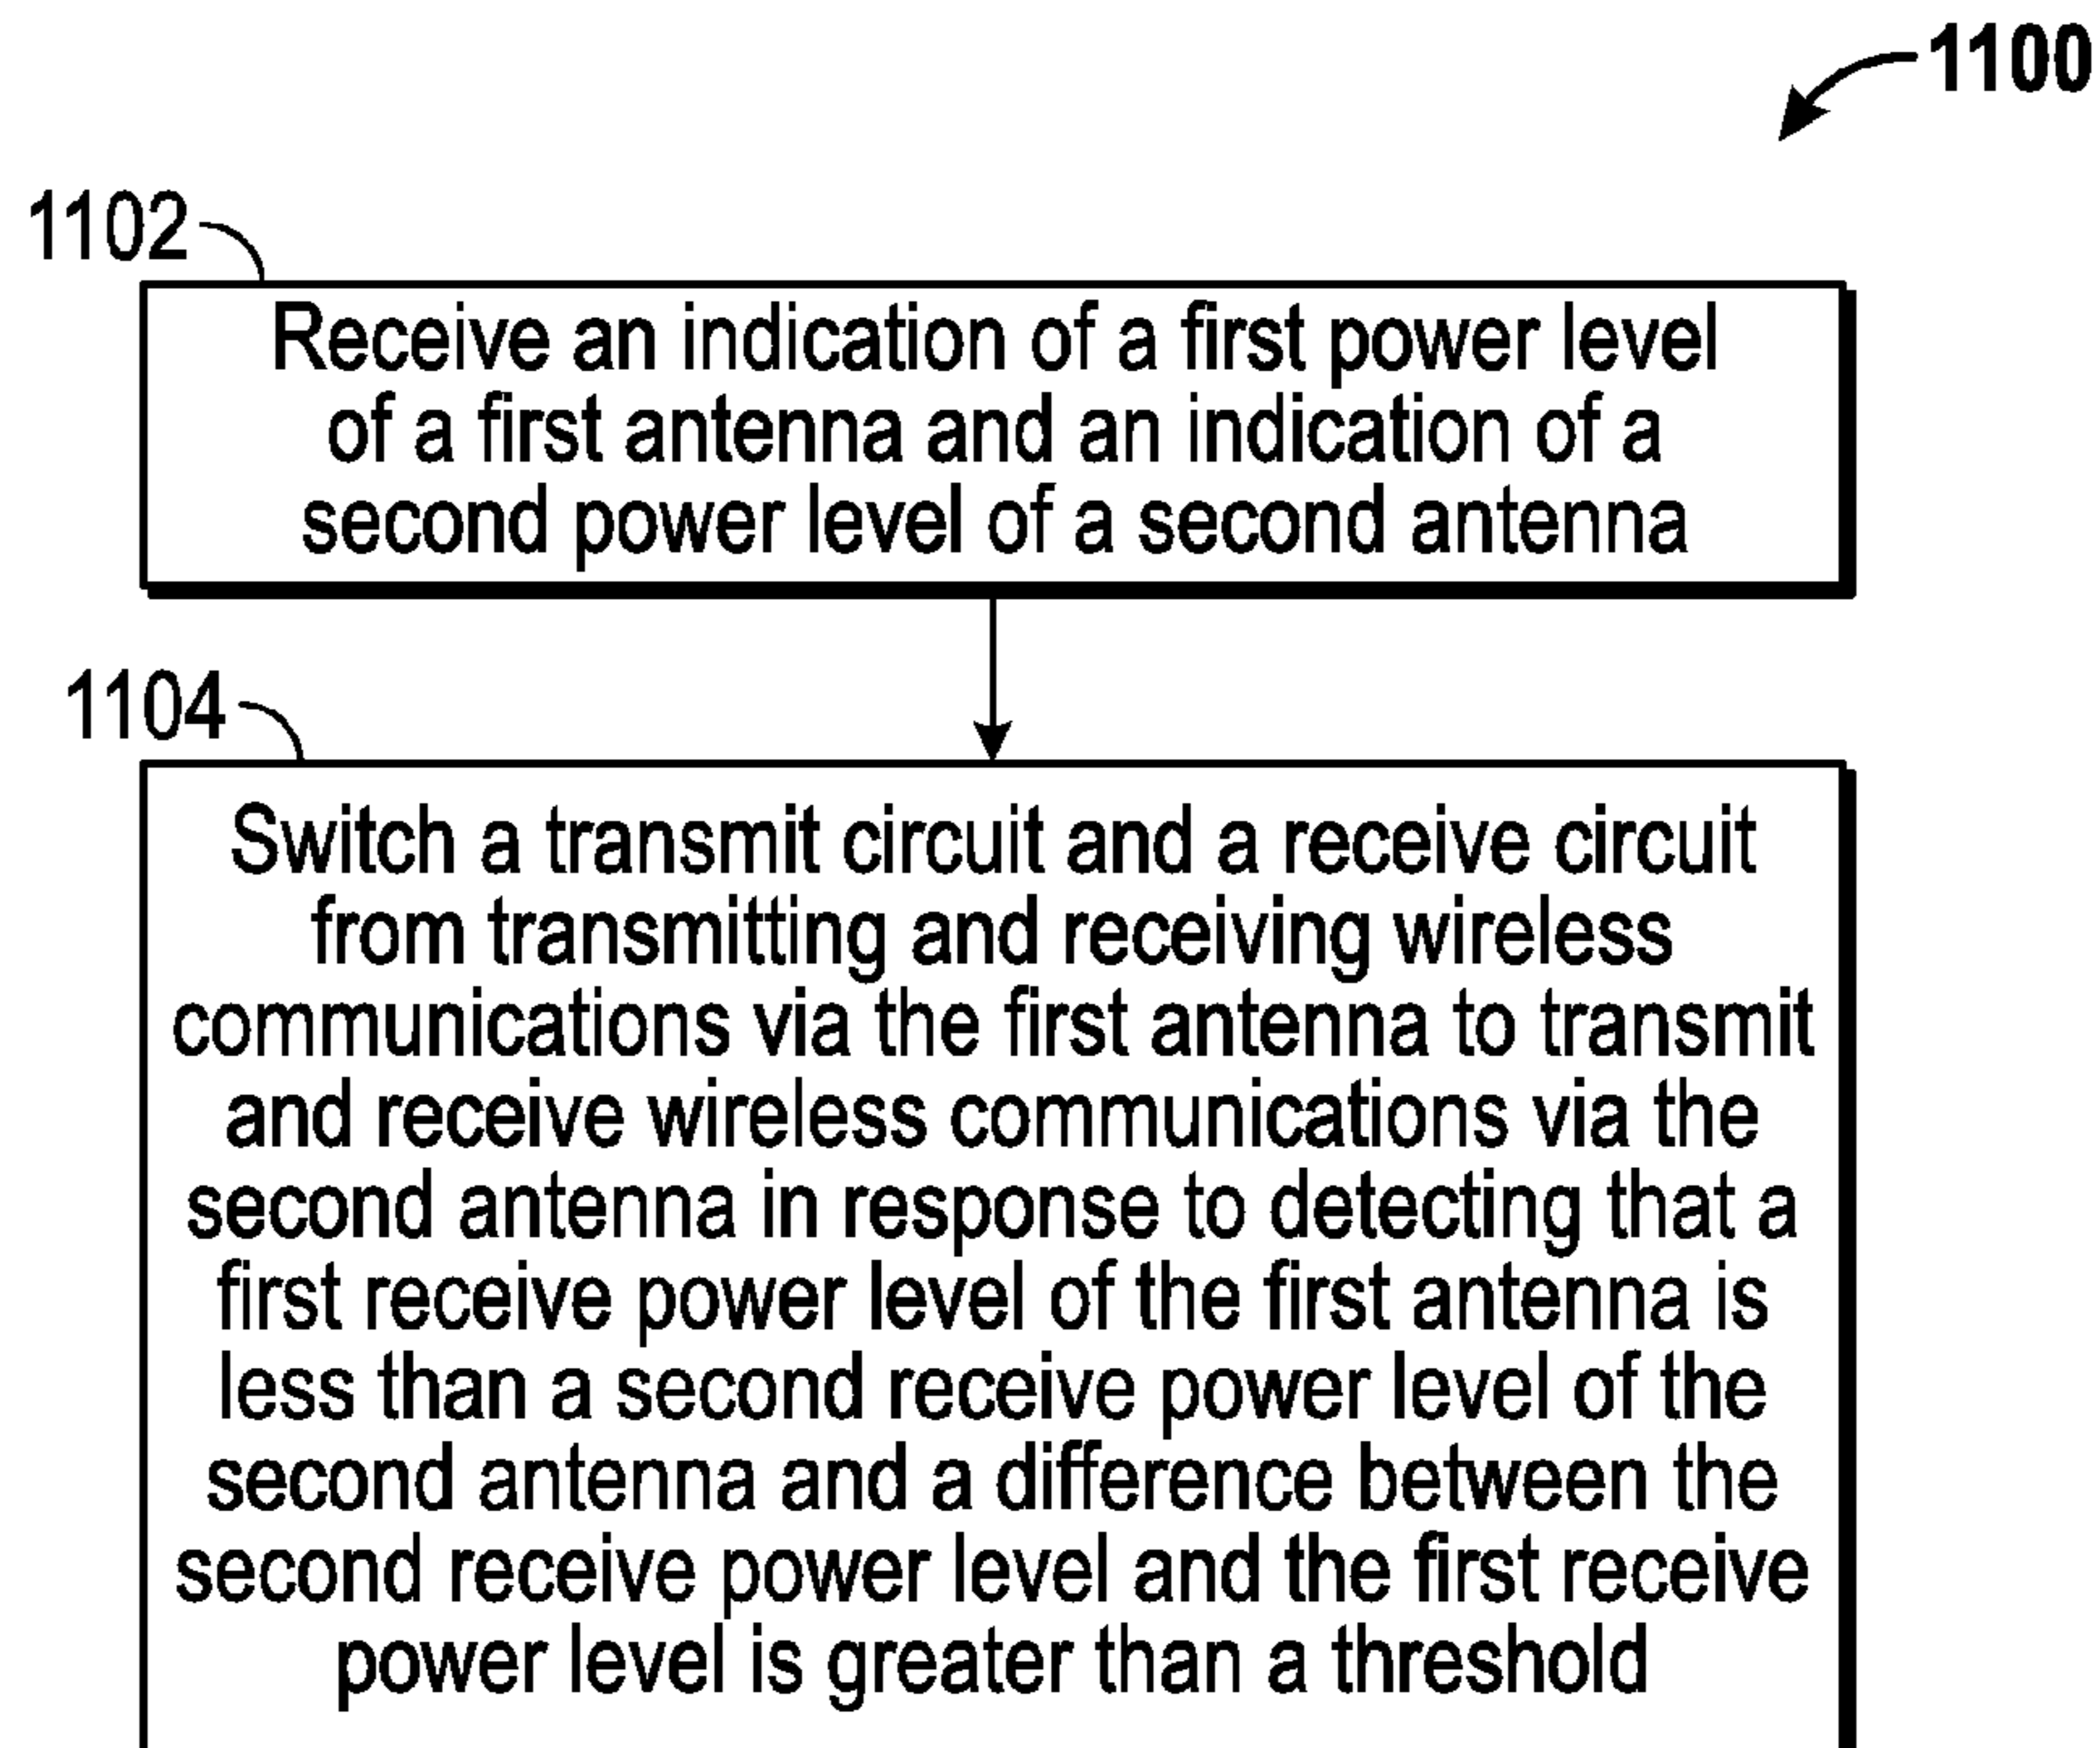 1100
1102
Receive an indication of a first power level
of a first antenna and an indication of a
second power level of a second antenna
1104
Switch a transmit circuit and a receive circuit
from transmitting and receiving wireless
communications via the first antenna to transmit
and receive wireless communications via the
second antenna in response to detecting that a
first receive power level of the first antenna is
less than a second receive power level of the
second antenna and a difference between the
second receive power level and the first receive
power level is greater than a threshold